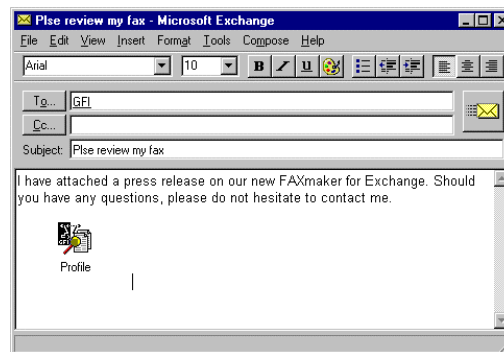 Plse review my fax - Microsoft Exchange
File Edit View Insert Format Tools Compose Help
Arial 10 B I U
To... GFI
Cc...
Subject: Plse review my fax
I have attached a press release on our new FAXmaker for Exchange. Should
you have any questions, please do not hesitate to contact me.
GFI
Profile